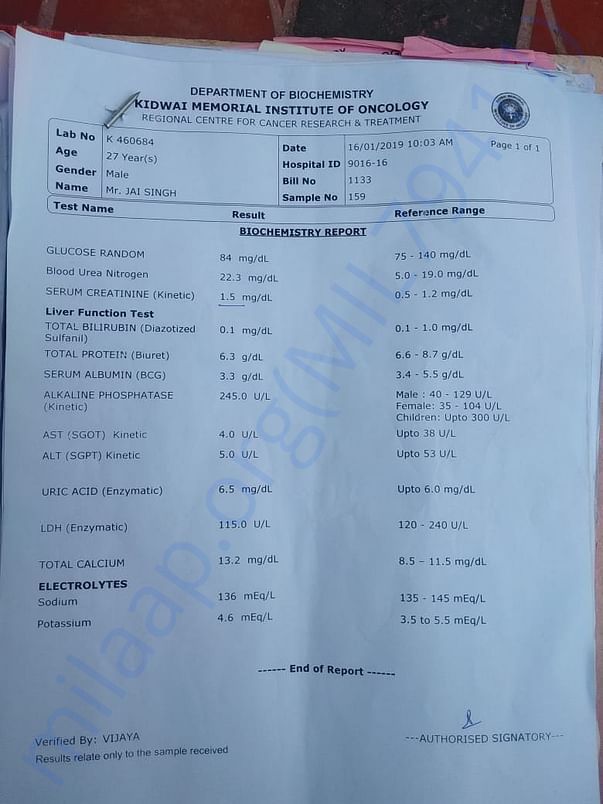 DEPARTMENT OF BIOCHEMISTRY
KIDWAI MEMORIAL INSTITUTE OF ONCOLOGY
REGIONAL CENTRE FOR CANCER RESEARCH & TREATMENT
Lab No K 460684 Date 16/01/2019 10:03 AM Page 1 of 1
Age 27 Year(s) Hospital ID 9016-16
Gender Male Bill No 1133
Name Mr. JAI SINGH Sample No 159
Test Name Result Reference Range
BIOCHEMISTRY REPORT
GLUCOSE RANDOM 84 mg/dL 75 - 140 mg/dL
Blood Urea Nitrogen 22.3 mg/dL 5.0 - 19.0 mg/dL
SERUM CREATININE (Kinetic) 1.5 mg/dL 0.5 - 1.2 mg/dL
Liver Function Test
TOTAL BILIRUBIN (Diazotized 0.1 mg/dL 0.1 - 1.0 mg/dL
Sulfanil)
TOTAL PROTEIN (Biuret) 6.3 g/dL 6.6 - 8.7 g/dL
SERUM ALBUMIN (BCG) 3.3 g/dL 3.4 - 5.5 g/dL
ALKALINE PHOSPHATASE 245.0 U/L Male : 40 - 129 U/L
(Kinetic) Female: 35 - 104 U/L
Children: Upto 300 U/L
AST (SGOT) Kinetic 4.0 U/L Upto 38 U/L
ALT (SGPT) Kinetic 5.0 U/L Upto 53 U/L
URIC ACID (Enzymatic) 6.5 mg/dL Upto 6.0 mg/dL
LDH (Enzymatic) 115.0 U/L 120 - 240 U/L
TOTAL CALCIUM 13.2 mg/dL 8.5 - 11.5 mg/dL
ELECTROLYTES
Sodium 136 mEq/L 135 - 145 mEq/L
Potassium 4.6 mEq/L 3.5 to 5.5 mEq/L
------ End of Report ------
Verified By: VIJAYA
---AUTHORISED SIGNATORY---
Results relate only to the sample received